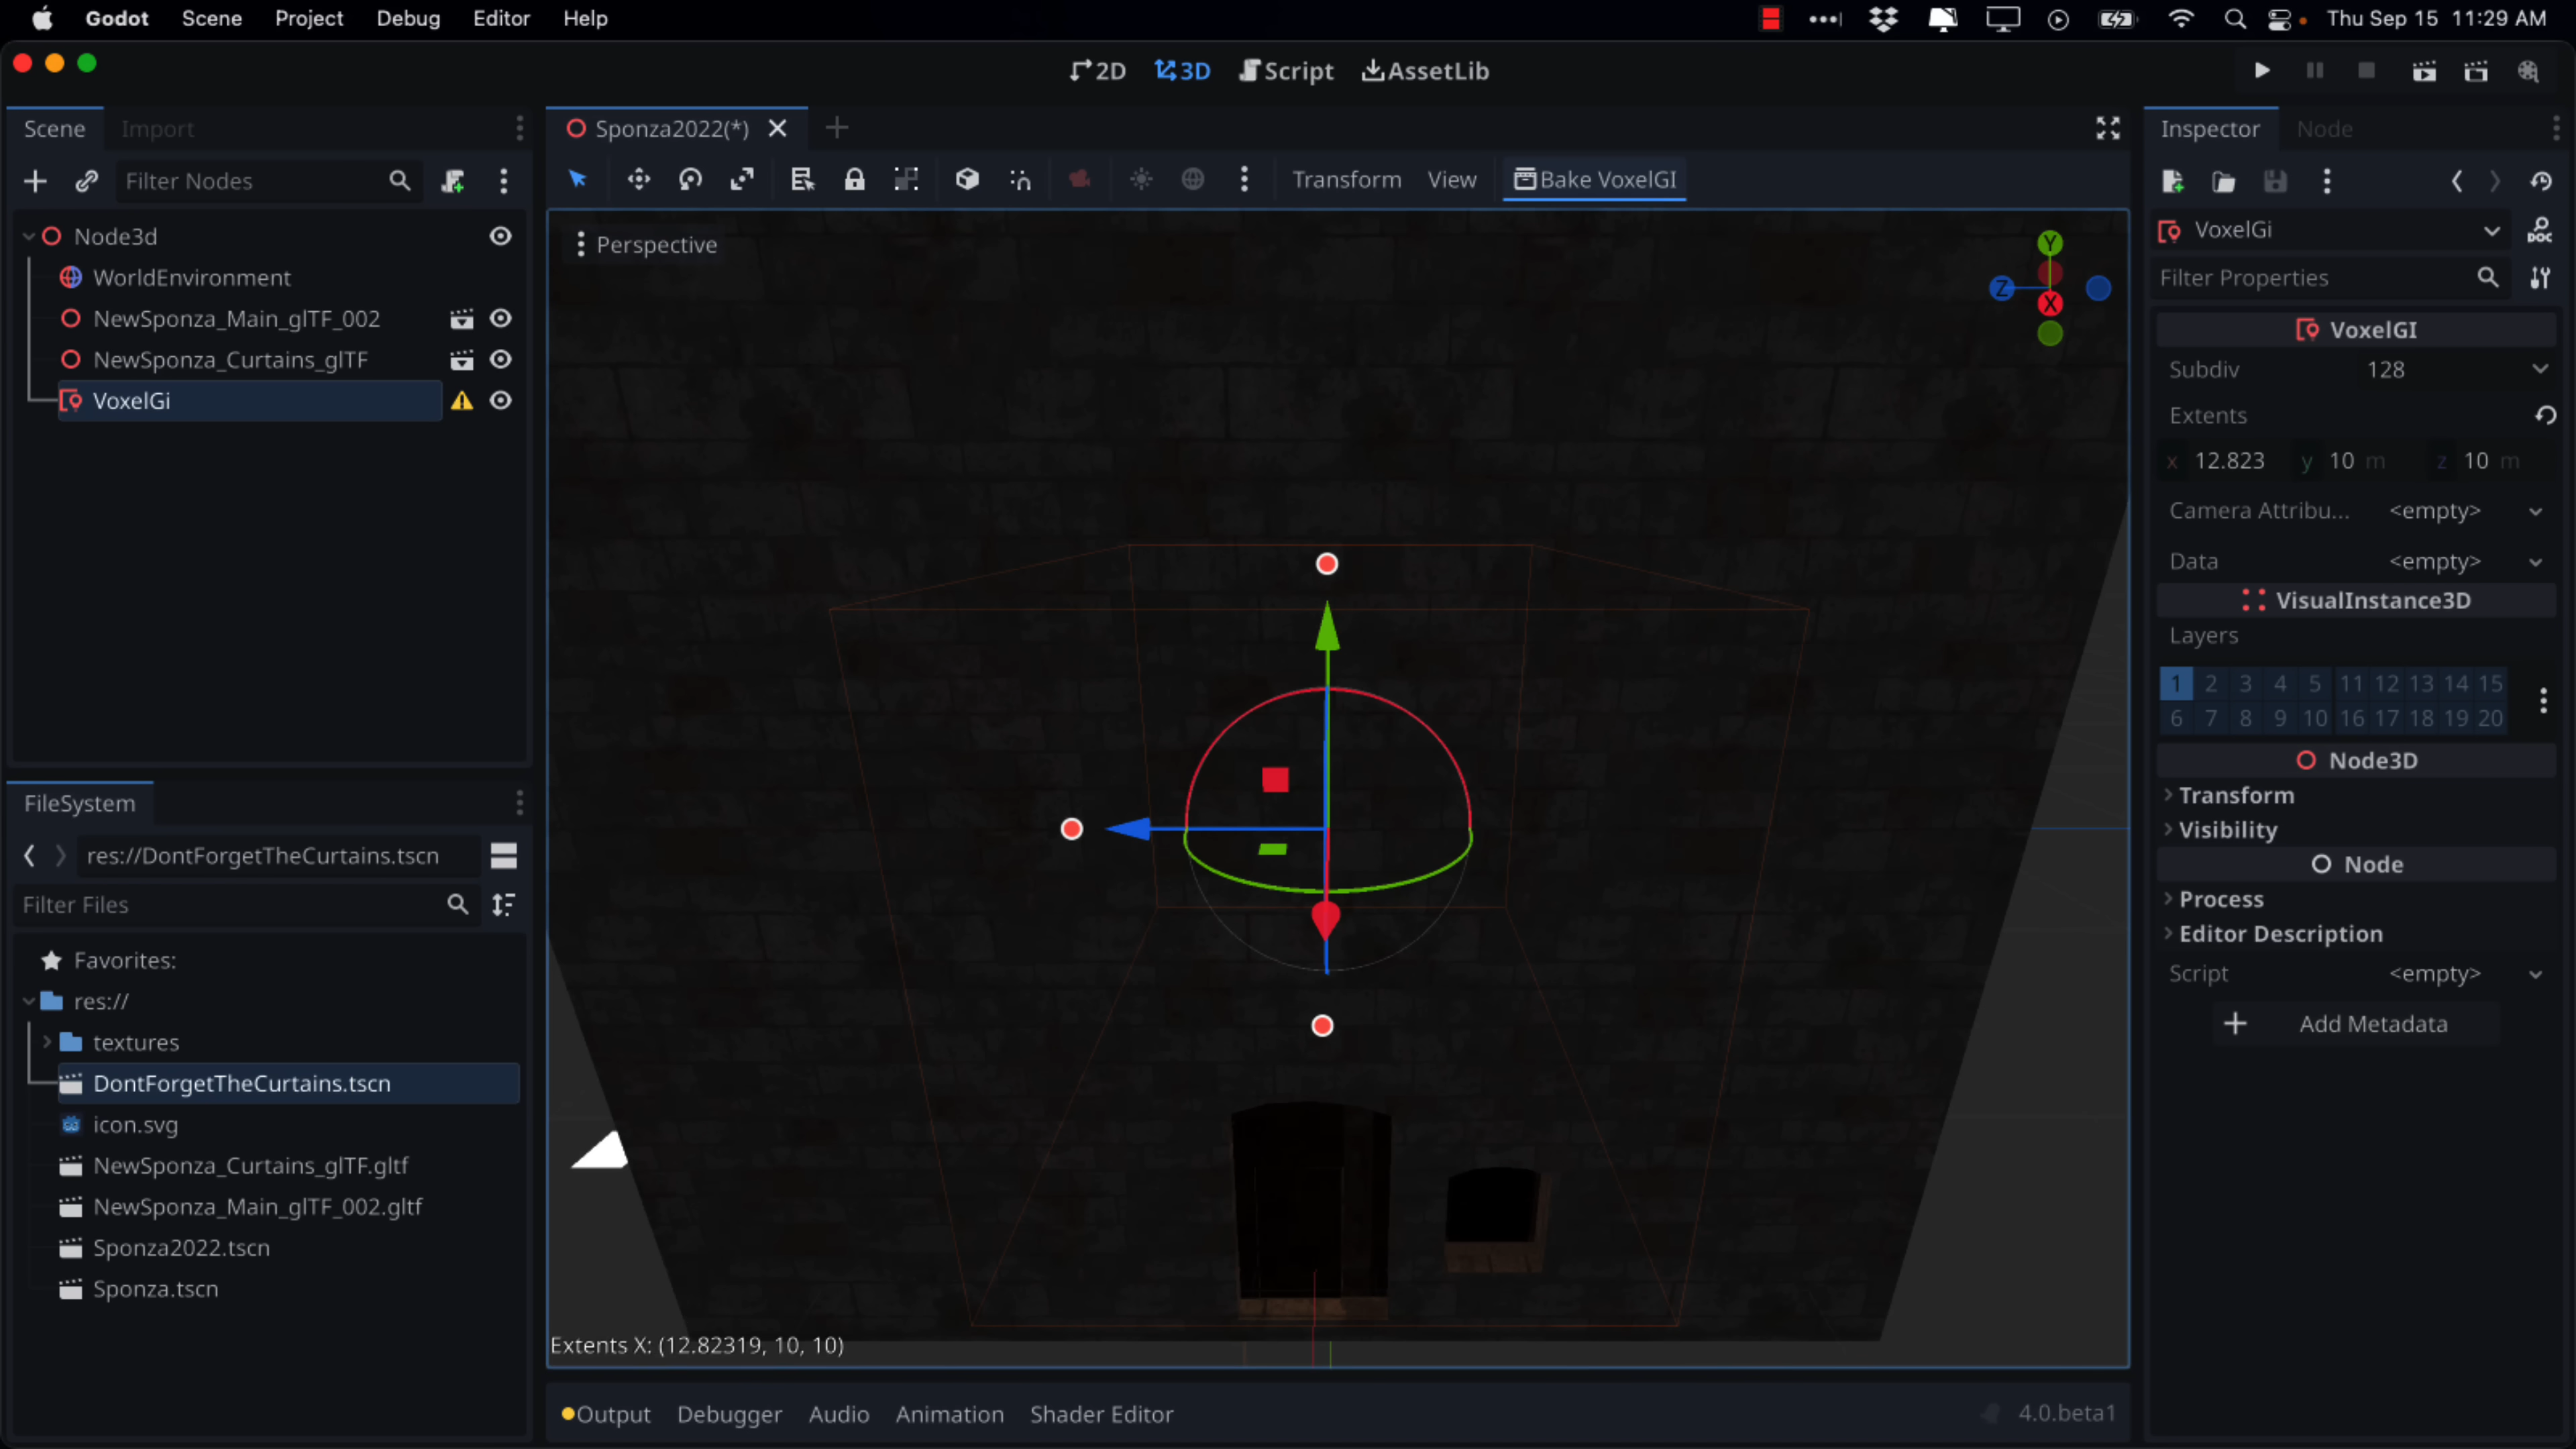 Godot Scene Project Debug Editor Help Thu Sep 15 11:29 AM
2D 3D Script AssetLib
Scene Import
Filter Nodes
Node3d
WorldEnvironment
NewSponza_Main_glTF_002
NewSponza_Curtains_glTF
VoxelGi
FileSystem
res://DontForgetTheCurtains.tscn
Filter Files
Favorites:
res://
textures
DontForgetTheCurtains.tscn
icon.svg
NewSponza_Curtains_glTF.gltf
NewSponza_Main_glTF_002.gltf
Sponza2022.tscn
Sponza.tscn
Sponza2022(*)
Transform View Bake VoxelGI
Perspective
Y
Z
X
Extents X: (12.82319, 10, 10)
Output Debugger Audio Animation Shader Editor 4.0.beta1
Inspector Node
VoxelGi DOC
Filter Properties
VoxelGI
Subdiv 128
Extents
x 12.823 y 10 m z 10 m
Camera Attribu... <empty>
Data <empty>
VisualInstance3D
Layers
1 2 3 4 5 11 12 13 14 15
6 7 8 9 10 16 17 18 19 20
Node3D
Transform
Visibility
Node
Process
Editor Description
Script <empty>
Add Metadata